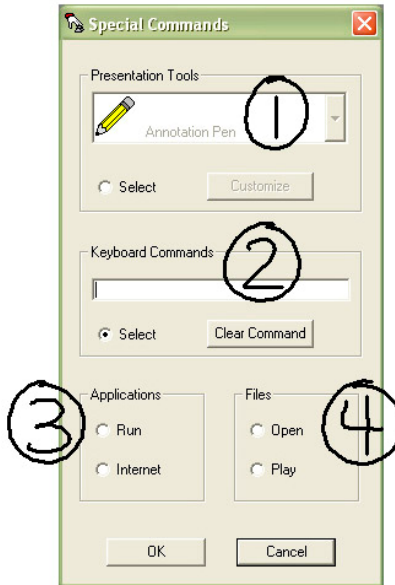 Special Commands
Presentation Tools
1
Annotation Pen
Select
Customize
Keyboard Commands
2
Select
Clear Command
3
Applications
Files
4
Run
Open
Internet
Play
OK
Cancel